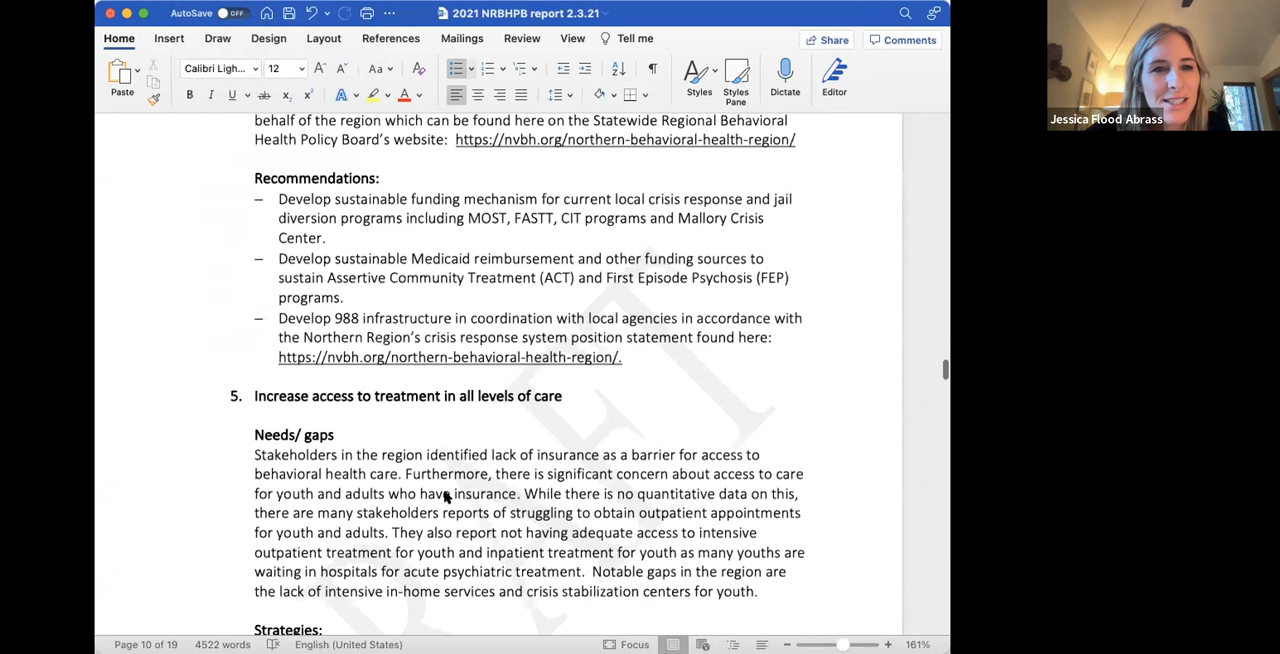 AutoSave OFF
2021 NRBHPB report 2.3.21
Home Insert Draw Design Layout References Mailings Review View Tell me Share Comments
Calibri Ligh... 12 Aa
Paste Styles Styles Pane Dictate Editor
behalf of the region which can be found here on the Statewide Regional Behavioral
Health Policy Board's website: https://nvbh.org/northern-behavioral-health-region/
Recommendations:
– Develop sustainable funding mechanism for current local crisis response and jail
diversion programs including MOST, FASTT, CIT programs and Mallory Crisis
Center.
– Develop sustainable Medicaid reimbursement and other funding sources to
sustain Assertive Community Treatment (ACT) and First Episode Psychosis (FEP)
programs.
– Develop 988 infrastructure in coordination with local agencies in accordance with
the Northern Region's crisis response system position statement found here:
https://nvbh.org/northern-behavioral-health-region/.
5. Increase access to treatment in all levels of care
Needs/ gaps
Stakeholders in the region identified lack of insurance as a barrier for access to
behavioral health care. Furthermore, there is significant concern about access to care
for youth and adults who have insurance. While there is no quantitative data on this,
there are many stakeholders reports of struggling to obtain outpatient appointments
for youth and adults. They also report not having adequate access to intensive
outpatient treatment for youth and inpatient treatment for youth as many youths are
waiting in hospitals for acute psychiatric treatment. Notable gaps in the region are
the lack of intensive in-home services and crisis stabilization centers for youth.
Strategies:
Page 10 of 19 4522 words English (United States) Focus 161%
Jessica Flood Abrass
DRAFT